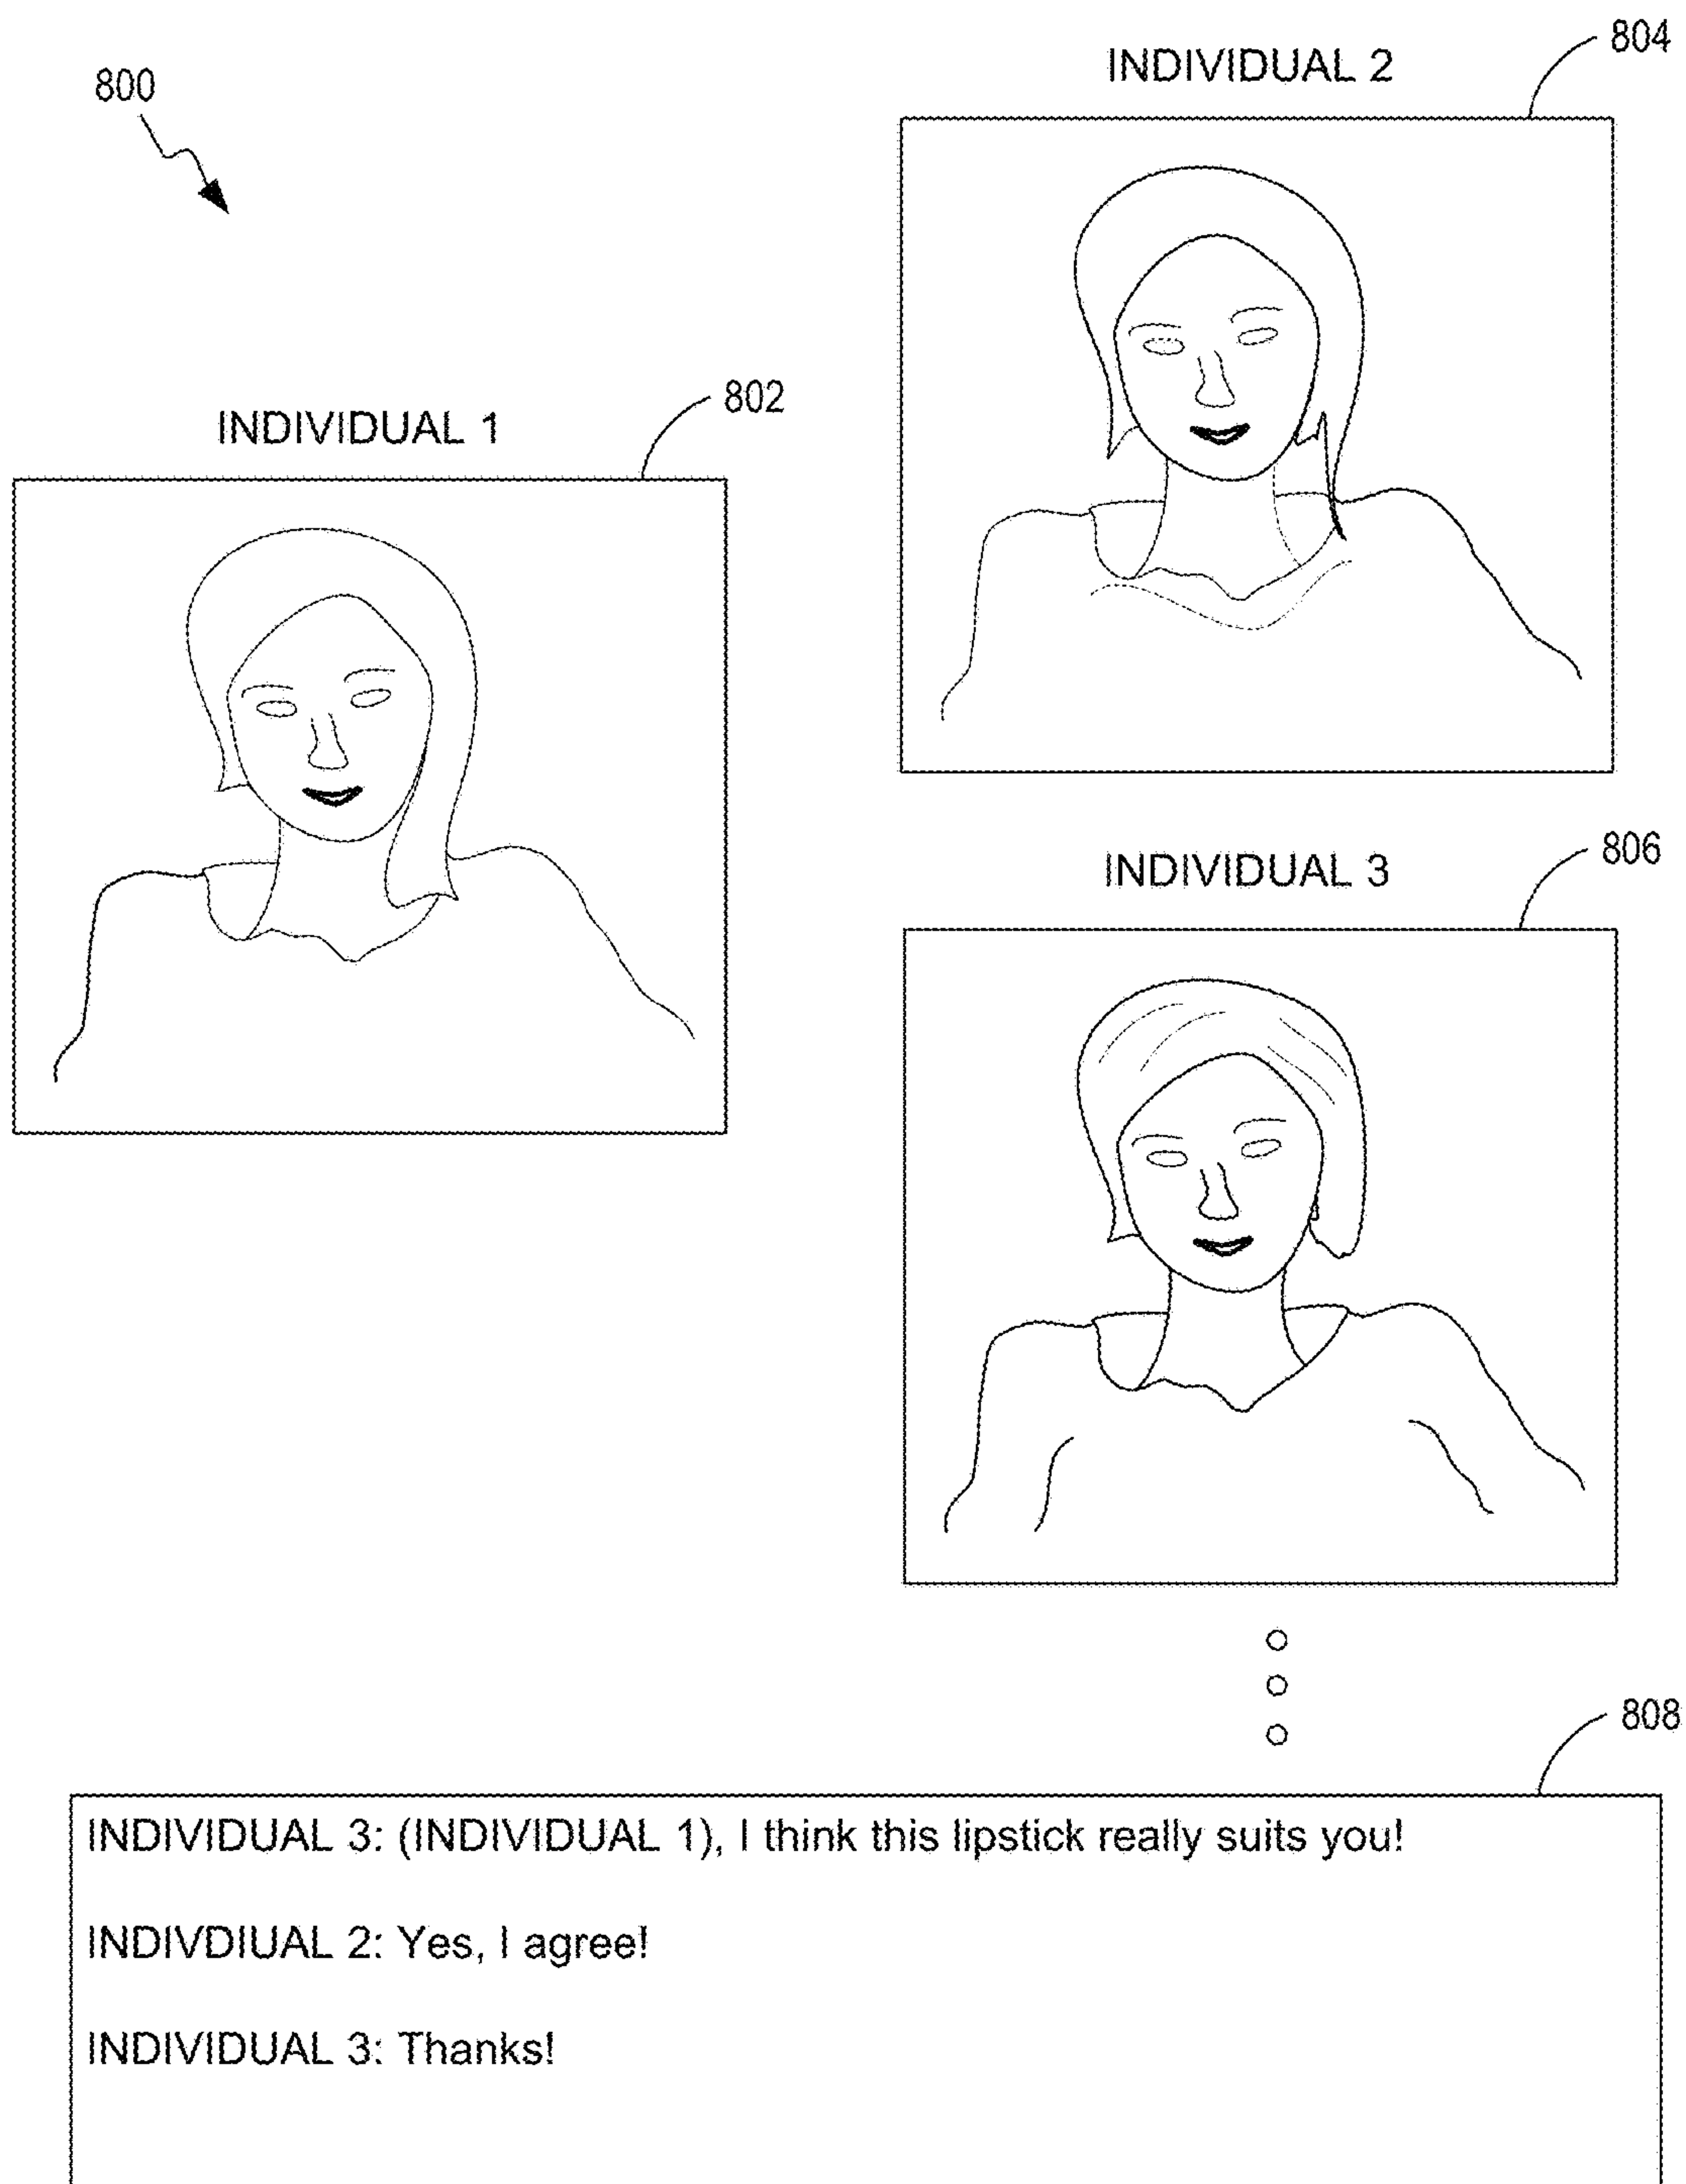 800
INDIVIDUAL 2
804
INDIVIDUAL 1
802
INDIVIDUAL 3
806
808
INDIVIDUAL 3: (INDIVIDUAL 1), I think this lipstick really suits you!
INDIVDIUAL 2: Yes, I agree!
INDIVIDUAL 3: Thanks!